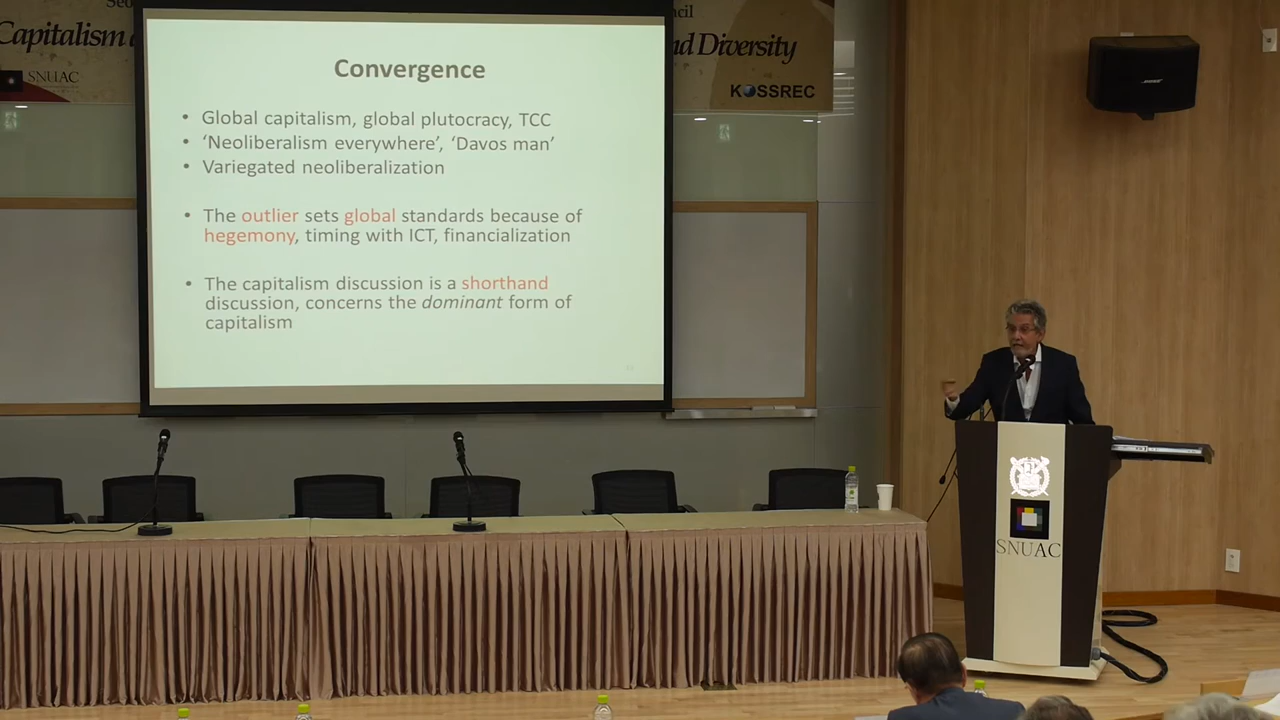 Capitalism
nd Diversity
SNUAC
KOSSREC
Convergence
• Global capitalism, global plutocracy, TCC
• ‘Neoliberalism everywhere’, ‘Davos man’
• Variegated neoliberalization
• The outlier sets global standards because of
hegemony, timing with ICT, financialization
• The capitalism discussion is a shorthand
discussion, concerns the dominant form of
capitalism
BOSE
SNUAC